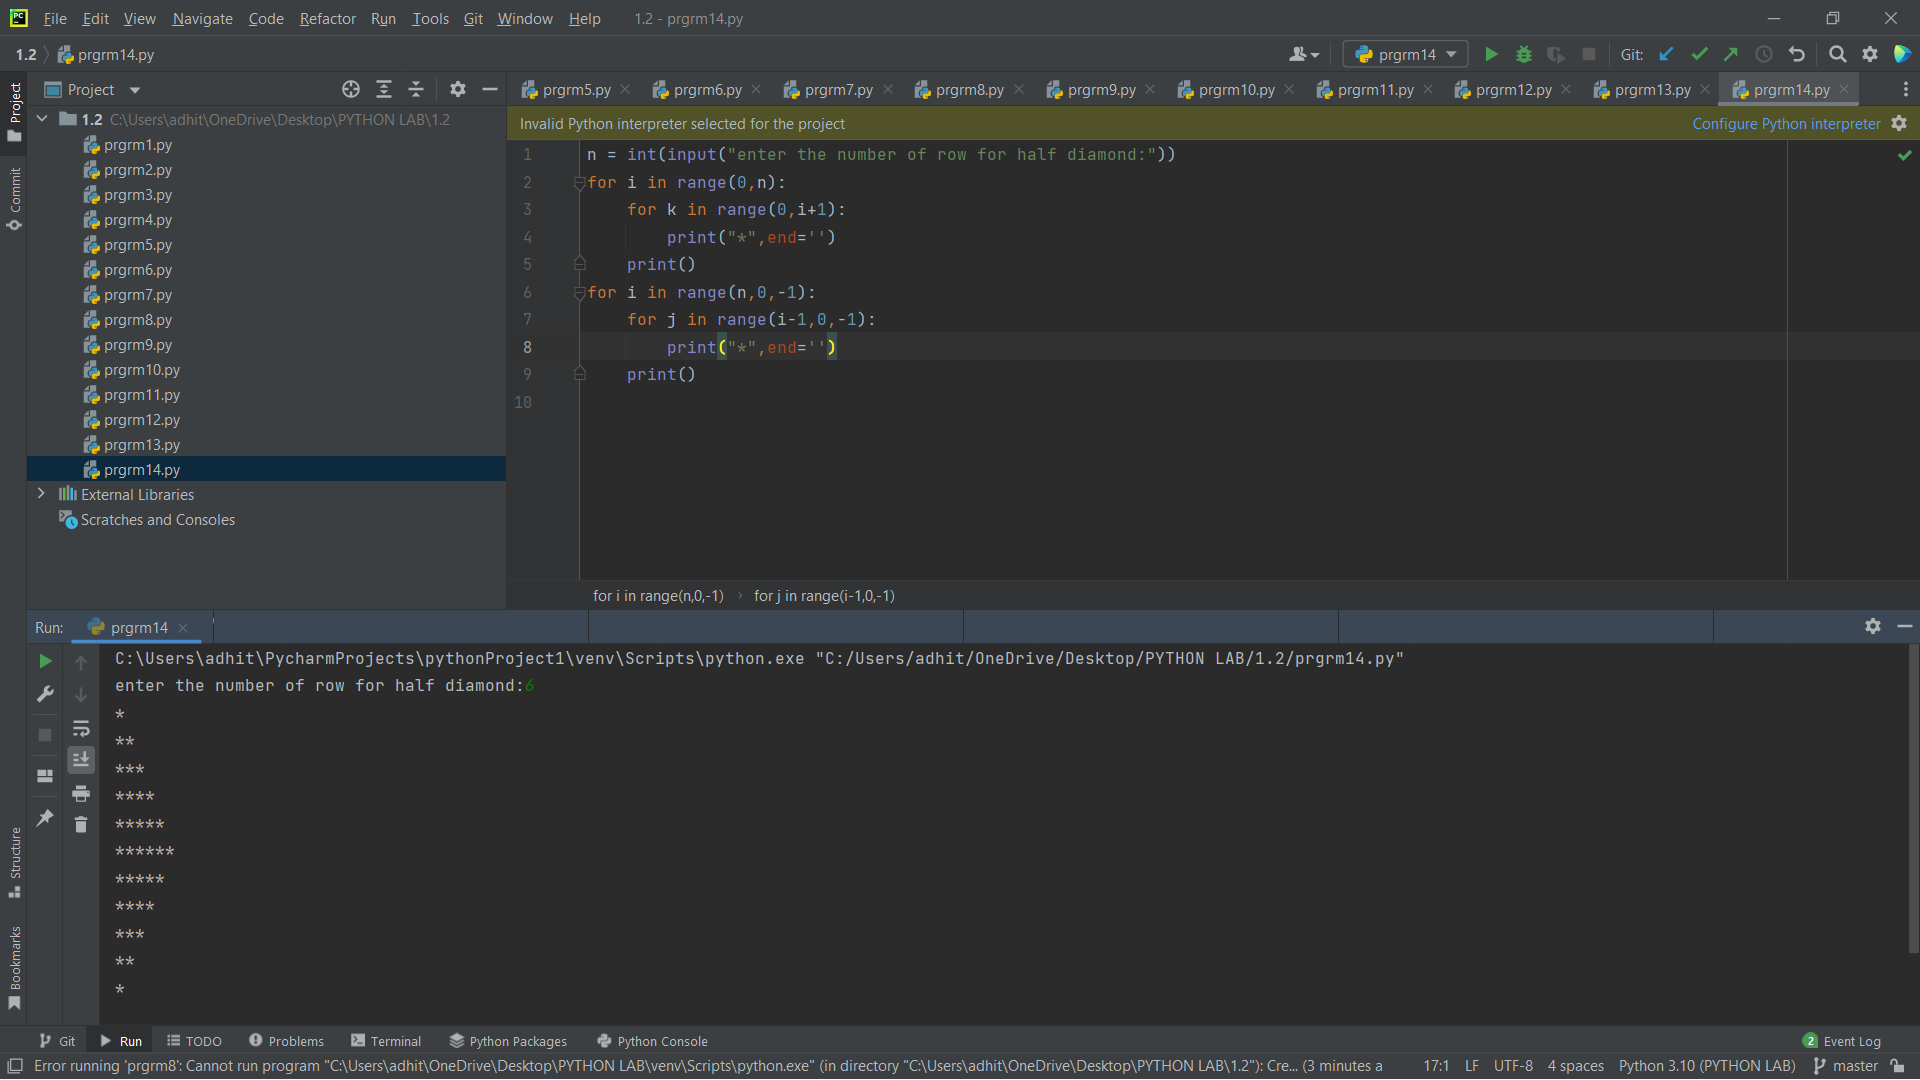 File Edit View Navigate Code Refactor Run Tools Git Window Help 1.2 - prgrm14.py
1.2 prgrm14.py prgrm14 Git:
Project Project prgrm5.py prgrm6.py prgrm7.py prgrm8.py prgrm9.py prgrm10.py prgrm11.py prgrm12.py prgrm13.py prgrm14.py
1.2 C:\Users\adhit\OneDrive\Desktop\PYTHON LAB\1.2
prgrm1.py
prgrm2.py
prgrm3.py
prgrm4.py
prgrm5.py
prgrm6.py
prgrm7.py
prgrm8.py
prgrm9.py
prgrm10.py
prgrm11.py
prgrm12.py
prgrm13.py
prgrm14.py
External Libraries
Scratches and Consoles
Commit
Invalid Python interpreter selected for the project Configure Python interpreter
1 n = int(input("enter the number of row for half diamond:"))
2 for i in range(0,n):
3     for k in range(0,i+1):
4         print("*",end='')
5     print()
6 for i in range(n,0,-1):
7     for j in range(i-1,0,-1):
8         print("*",end='')
9     print()
10
for i in range(n,0,-1) › for j in range(i-1,0,-1)
Run: prgrm14
C:\Users\adhit\PycharmProjects\pythonProject1\venv\Scripts\python.exe "C:/Users/adhit/OneDrive/Desktop/PYTHON LAB/1.2/prgrm14.py"
enter the number of row for half diamond:6
*
**
***
****
*****
******
*****
****
***
**
*
Structure
Bookmarks
Git Run TODO Problems Terminal Python Packages Python Console 2 Event Log
Error running 'prgrm8': Cannot run program "C:\Users\adhit\OneDrive\Desktop\PYTHON LAB\venv\Scripts\python.exe" (in directory "C:\Users\adhit\OneDrive\Desktop\PYTHON LAB\1.2"): Cre... (3 minutes a 17:1 LF UTF-8 4 spaces Python 3.10 (PYTHON LAB) master